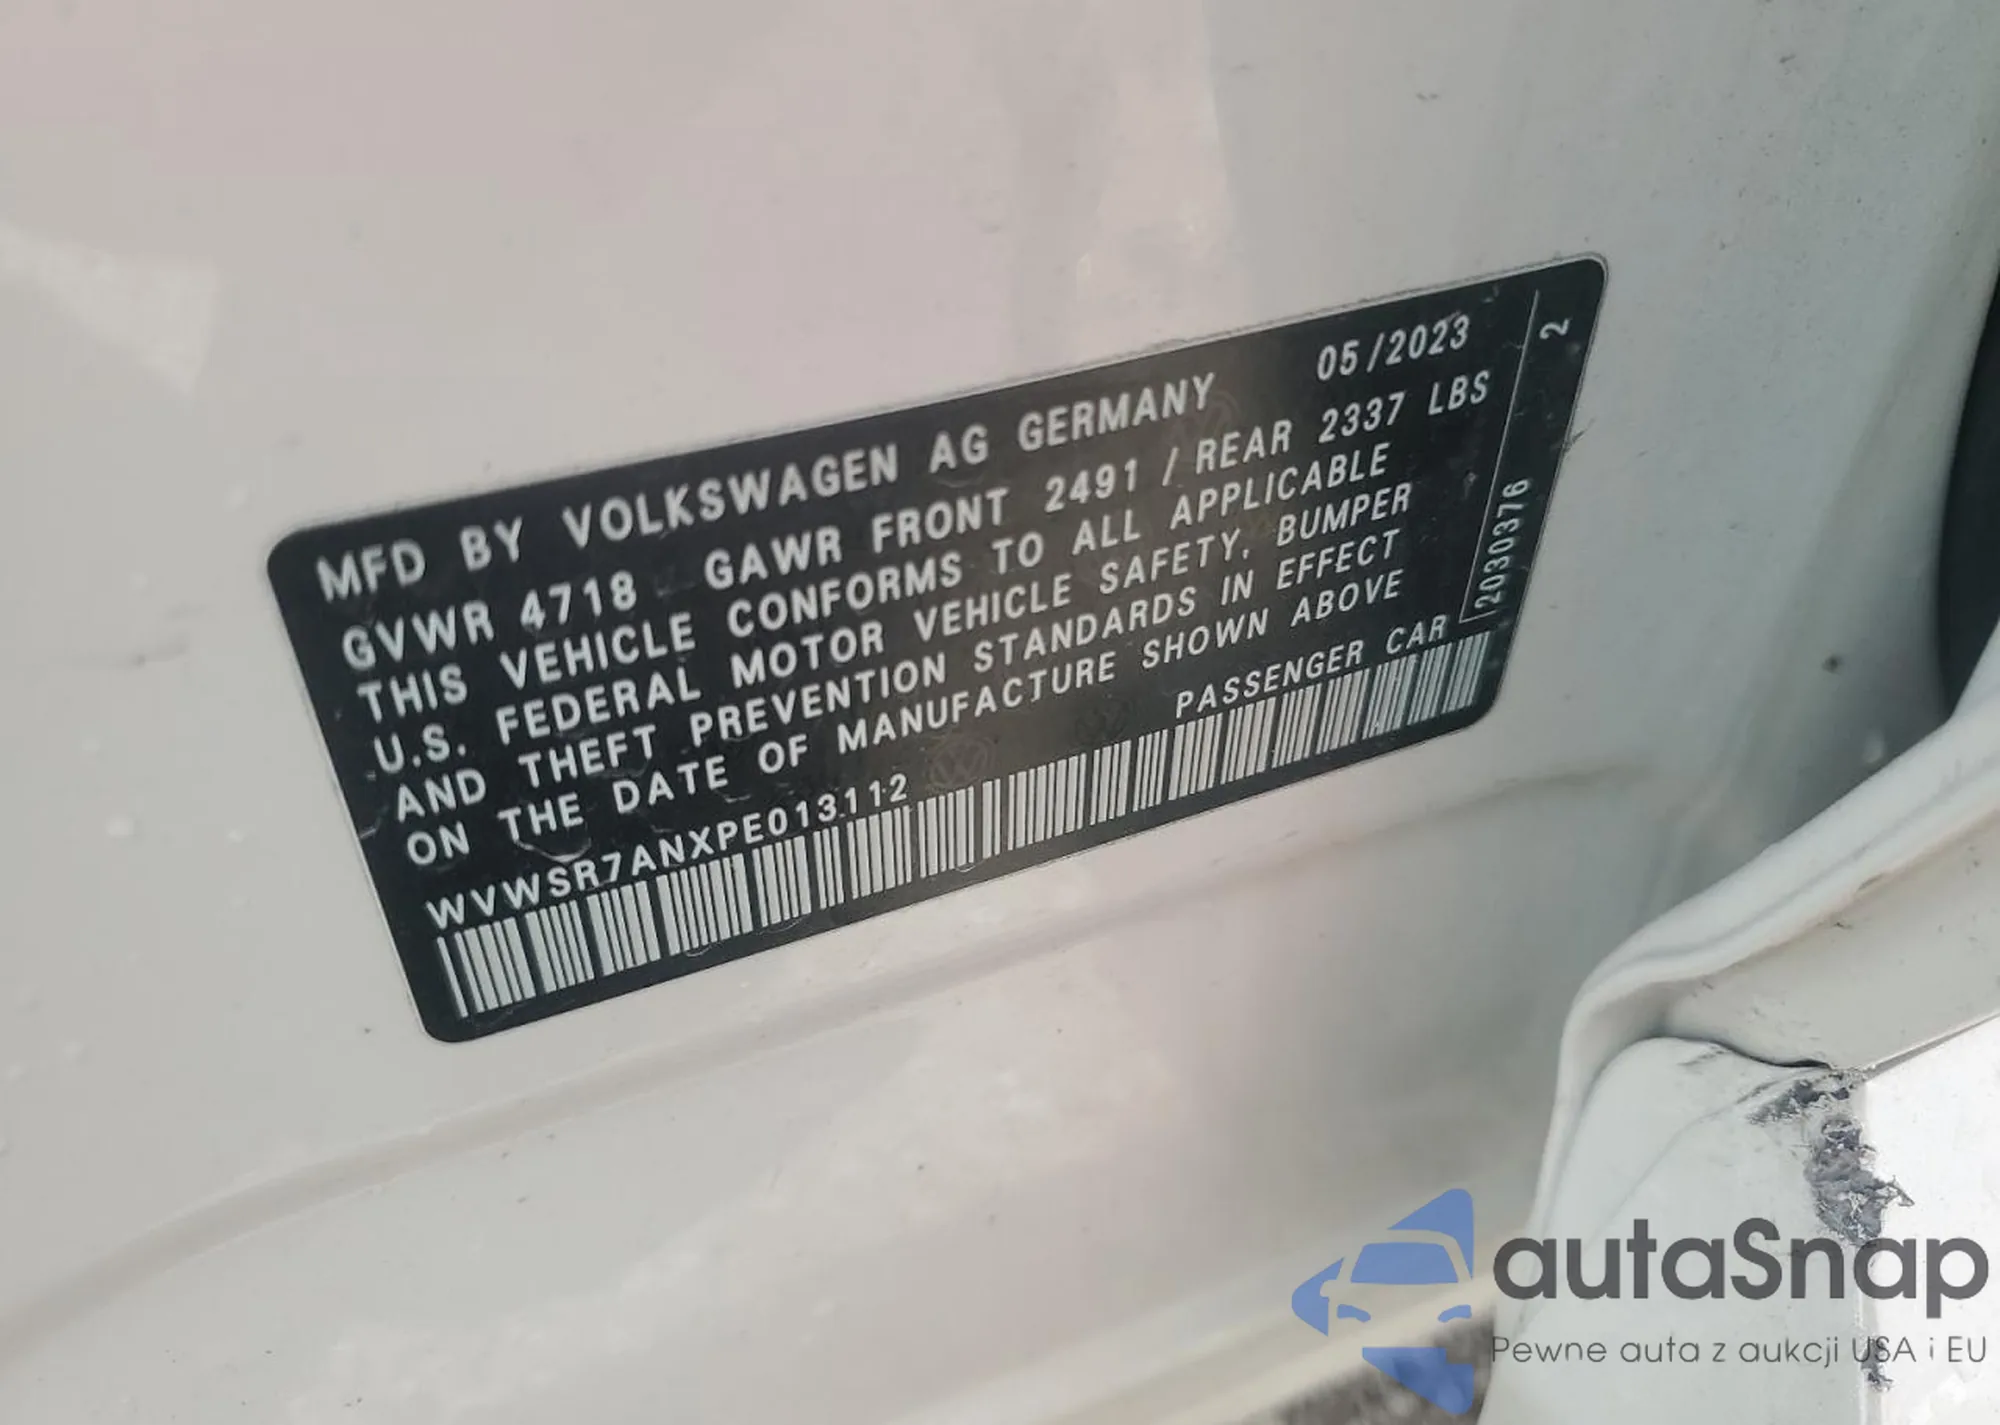 MFD BY VOLKSWAGEN AG GERMANY 05/2023
GVWR 4718 GAWR FRONT 2491 / REAR 2337 LBS
THIS VEHICLE CONFORMS TO ALL APPLICABLE
U.S. FEDERAL MOTOR VEHICLE SAFETY, BUMPER
AND THEFT PREVENTION STANDARDS IN EFFECT
ON THE DATE OF MANUFACTURE SHOWN ABOVE
WVWSR7ANXPE013112 PASSENGER CAR
2030376 2
autaSnap
Pewne auta z aukcji USA i EU